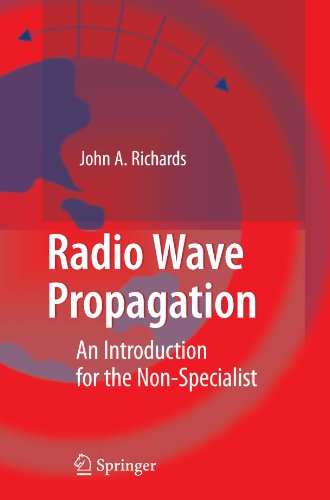 John A. Richards
Radio Wave
Propagation
An Introduction
for the Non-Specialist
Springer